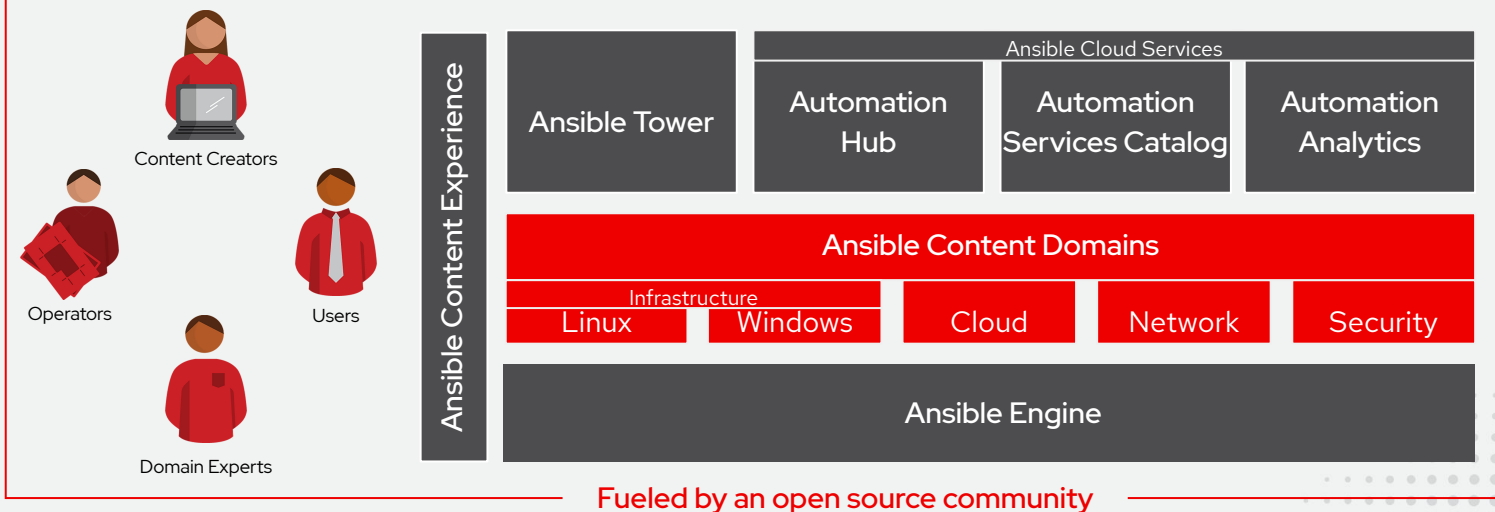 Content Creators
Operators
Users
Domain Experts
Ansible Content Experience
Ansible Tower
Ansible Cloud Services
Automation
Hub
Automation
Services Catalog
Automation
Analytics
Ansible Content Domains
Infrastructure
Linux
Windows
Cloud
Network
Security
Ansible Engine
Fueled by an open source community